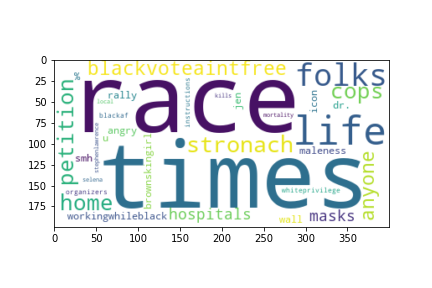 0
25
50
75
100
125
150
175
0 50 100 150 200 250 300 350
blackvoteaintfree
folks
race
rally
cops
petition
local
instructions
kills
jen
icon
dr.
blackaf
mortality
life
angry
stephenlawrence
u
stronach
maleness
smh
brownskingirl
times
anyone
selena
whiteprivilege
organizers
home
workingwhileblack
hospitals
wall
masks